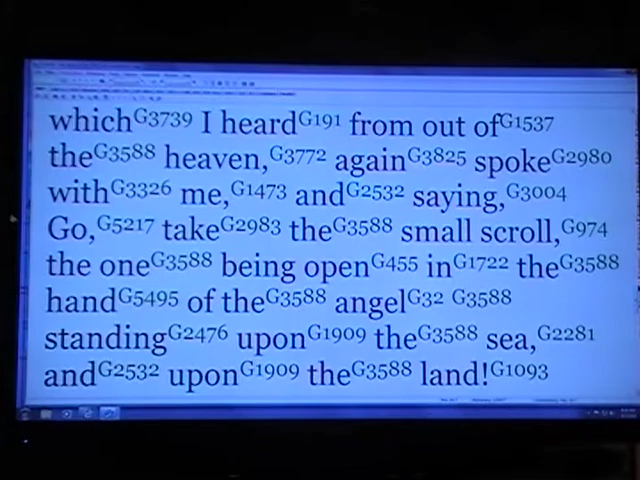 which^G3739 I heard^G191 from out of^G1537
the^G3588 heaven,^G3772 again^G3825 spoke^G2980
with^G3326 me,^G1473 and^G2532 saying,^G3004
Go,^G5217 take^G2983 the^G3588 small scroll,^G974
the one^G3588 being open^G455 in^G1722 the^G3588
hand^G5495 of the^G3588 angel^G32 G3588
standing^G2476 upon^G1909 the^G3588 sea,^G2281
and^G2532 upon^G1909 the^G3588 land!^G1093